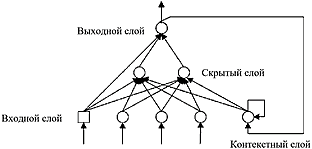 Выходной слой
Скрытый слой
Входной слой
Контекстный слой